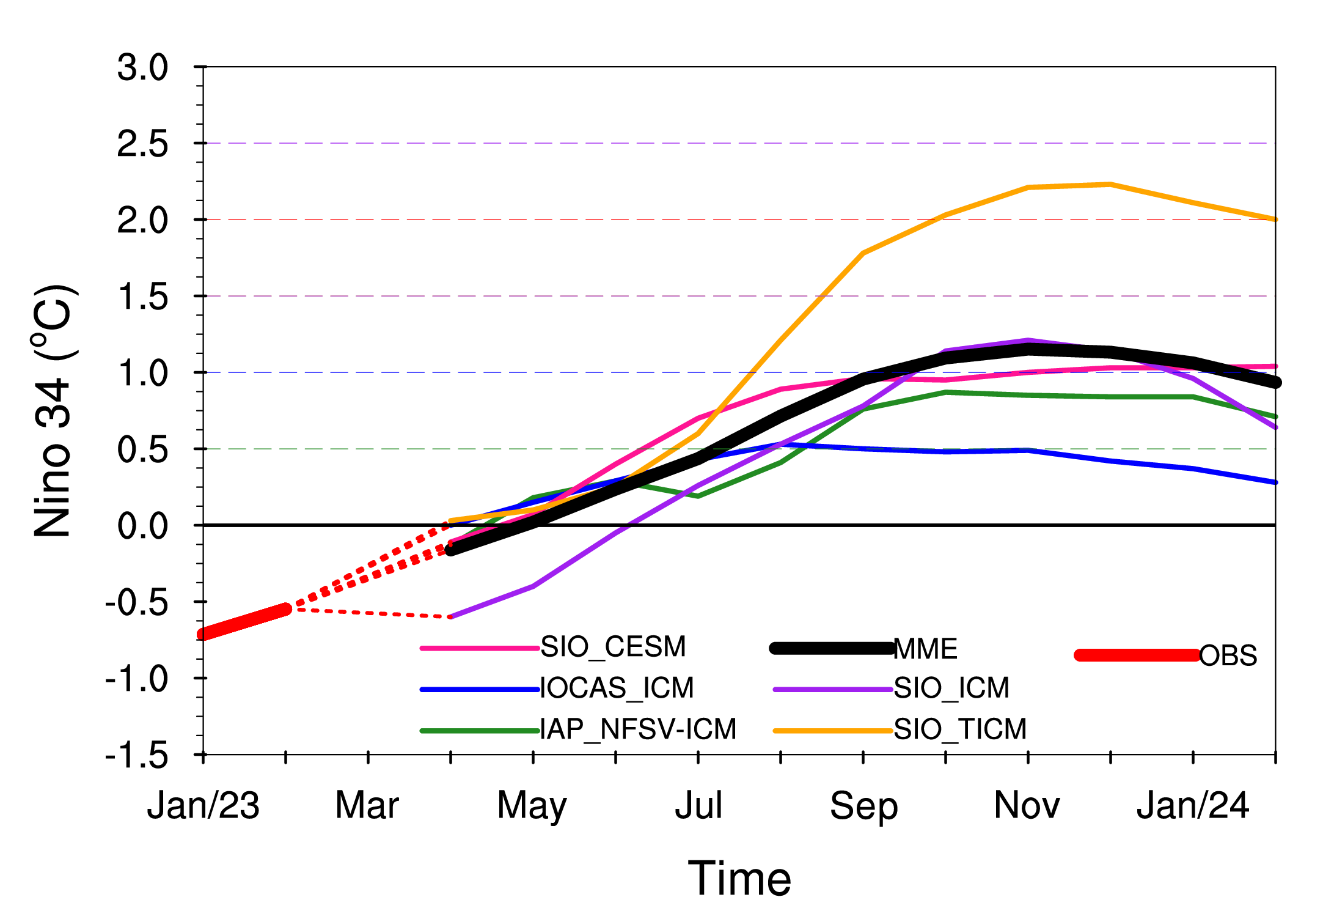 3.0
2.5
2.0
1.5
1.0
0.5
0.0
-0.5
-1.0
-1.5
Nino 34 (°C)
SIO_CESM
MME
OBS
IOCAS_ICM
SIO_ICM
IAP_NFSV-ICM
SIO_TICM
Jan/23 Mar May Jul Sep Nov Jan/24
Time